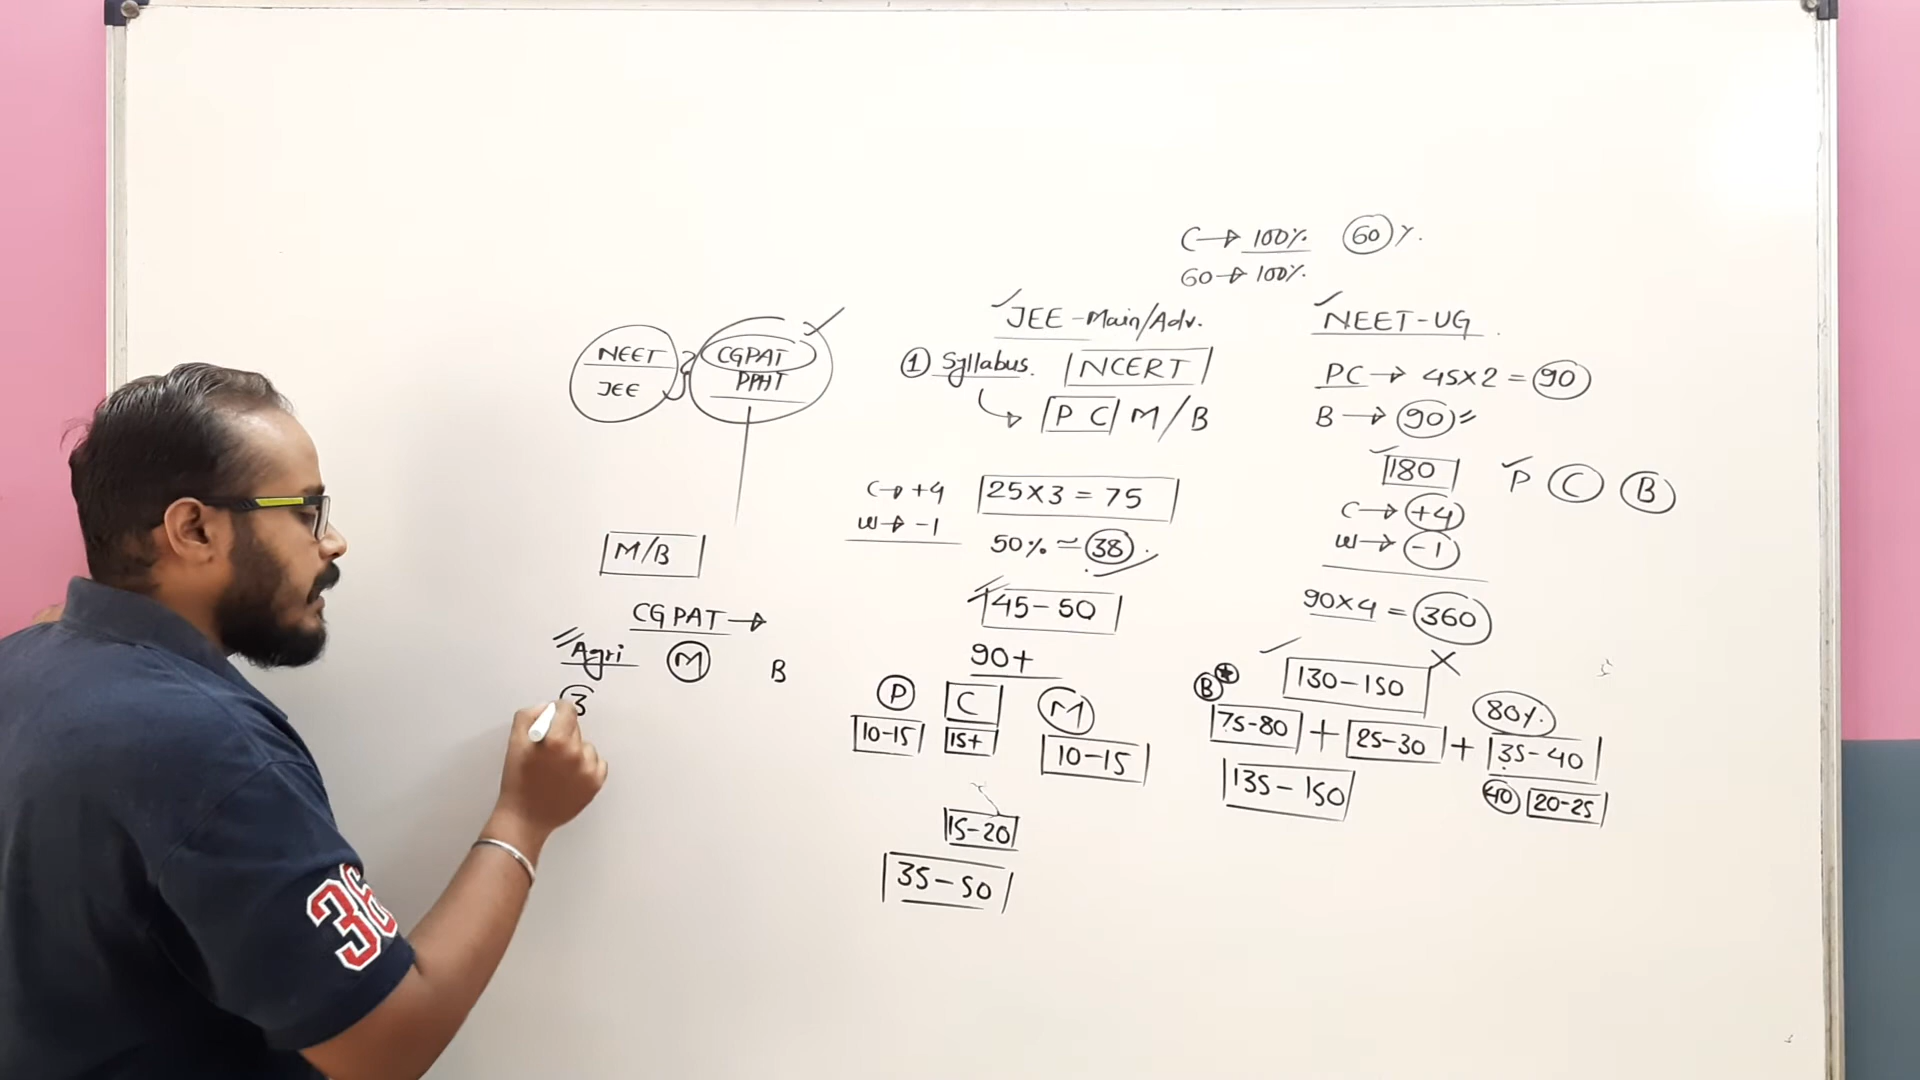 C → 100% 60%.
60 → 100%.
NEET
JEE
CGPAT
PPHT
M/B
CGPAT →
Agri M B
3
JEE-Main/Adv.
① Syllabus. NCERT
P C M/B
C → +4
W → -1
25×3 = 75
50% ≈ 38.
45-50
90+
P C M
10-15 15+ 10-15
15-20
35-50
NEET-UG.
PC → 45×2 = 90
B → 90
180 P C B
C → +4
W → -1
90×4 = 360
B 130-150 80%.
75-80 + 25-30 + 35-40
135-150 40 20-25
36